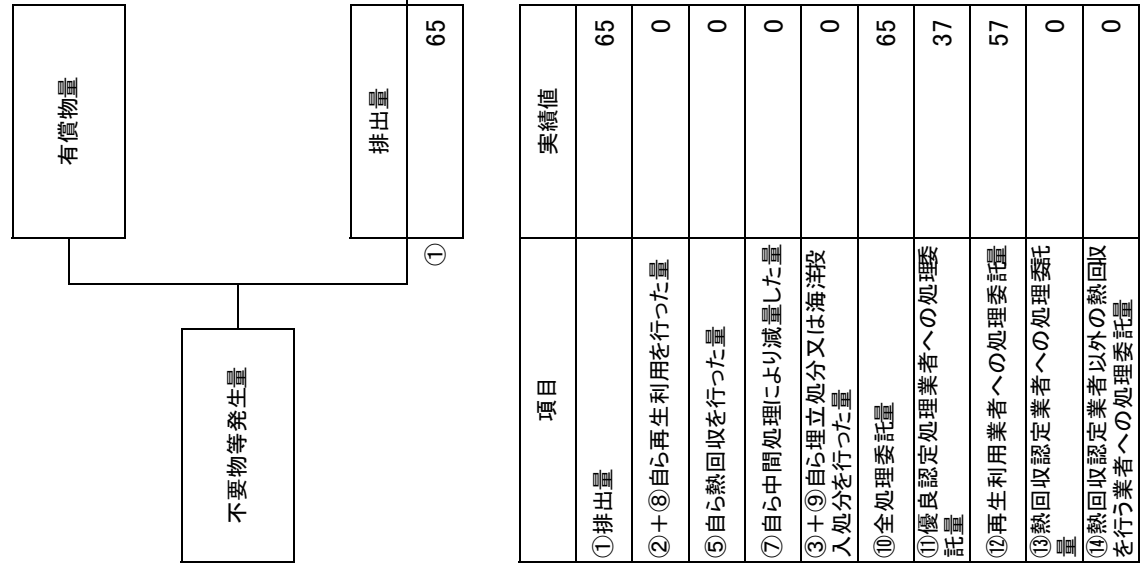 有償物量
不要物等発生量
排出量
①
65
項目
実績値
①排出量
65
②+⑧自ら再生利用を行った量
0
⑤自ら熱回収を行った量
0
⑦自ら中間処理により減量した量
0
③+⑨自ら埋立処分又は海洋投
入処分を行った量
0
⑩全処理委託量
65
⑪優良認定処理業者への処理委
託量
37
⑫再生利用業者への処理委託量
57
⑬熱回収認定業者への処理委託
量
0
⑭熱回収認定業者以外の熱回収
を行う業者への処理委託量
0